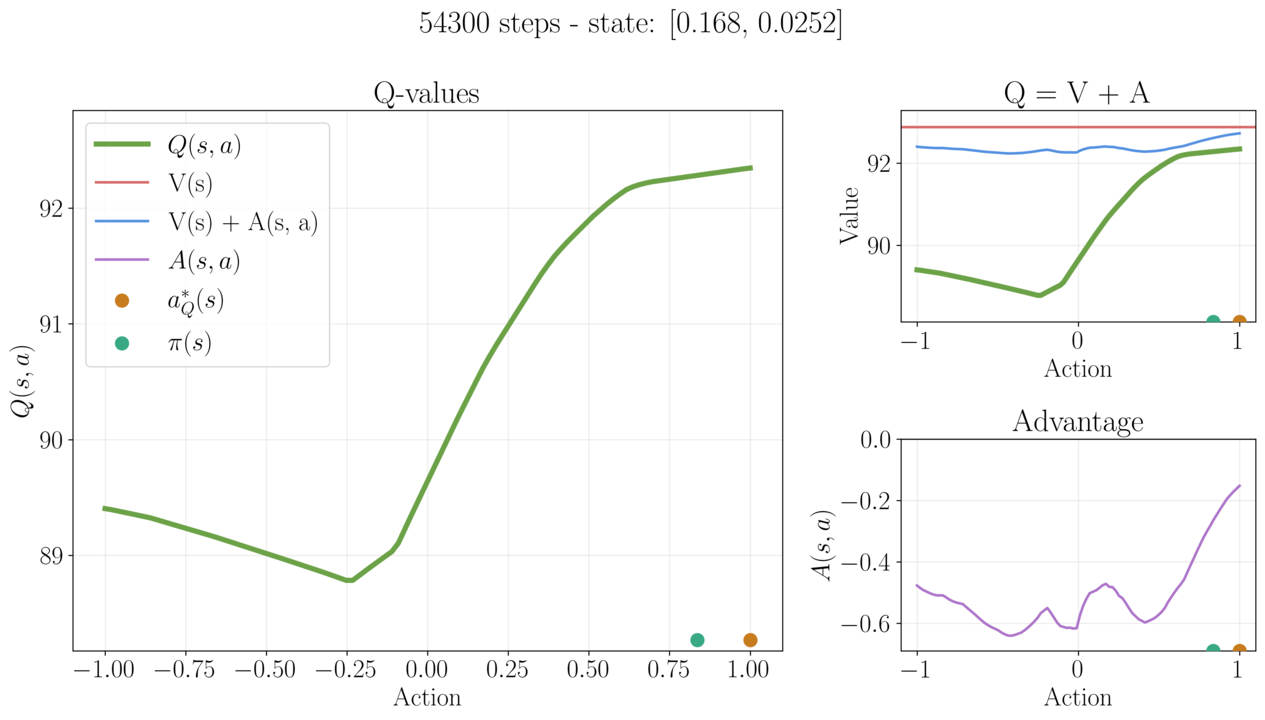 54300 steps - state: [0.168, 0.0252]
Q-values
Q(s, a)
V(s)
V(s) + A(s, a)
A(s, a)
a*Q(s)
π(s)
92
91
90
89
Q(s, a)
−1.00 −0.75 −0.50 −0.25 0.00 0.25 0.50 0.75 1.00
Action
Q = V + A
92
90
Value
−1 0 1
Action
Advantage
0.0
−0.2
−0.4
−0.6
A(s, a)
−1 0 1
Action